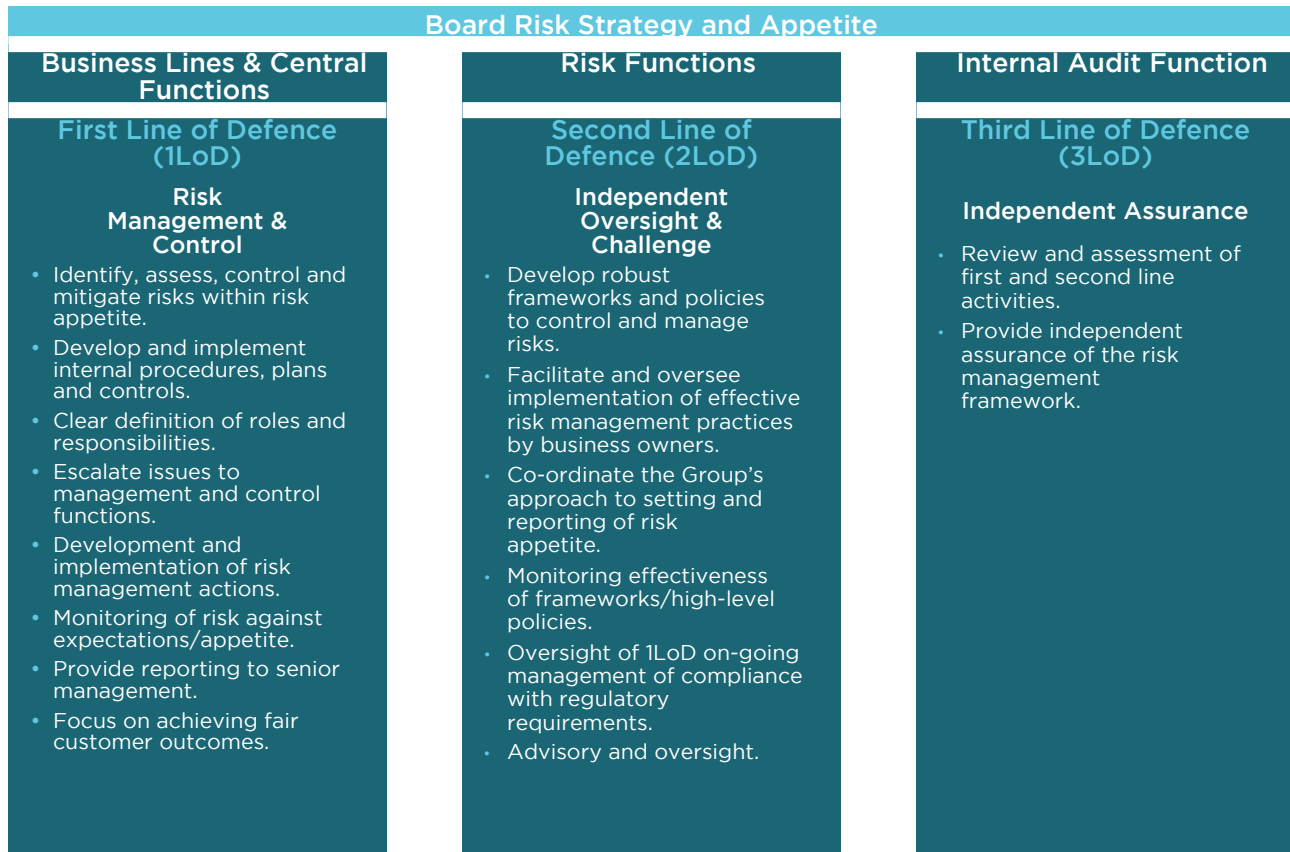 Board Risk Strategy and Appetite
Business Lines & Central
Functions
First Line of Defence
(1LoD)
Risk
Management &
Control
• Identify, assess, control and
mitigate risks within risk
appetite.
• Develop and implement
internal procedures, plans
and controls.
• Clear definition of roles and
responsibilities.
• Escalate issues to
management and control
functions.
• Development and
implementation of risk
management actions.
• Monitoring of risk against
expectations/appetite.
• Provide reporting to senior
management.
• Focus on achieving fair
customer outcomes.
Risk Functions
Second Line of
Defence (2LoD)
Independent
Oversight &
Challenge
• Develop robust
frameworks and policies
to control and manage
risks.
• Facilitate and oversee
implementation of effective
risk management practices
by business owners.
• Co-ordinate the Group’s
approach to setting and
reporting of risk
appetite.
• Monitoring effectiveness
of frameworks/high-level
policies.
• Oversight of 1LoD on-going
management of compliance
with regulatory
requirements.
• Advisory and oversight.
Internal Audit Function
Third Line of Defence
(3LoD)
Independent Assurance
• Review and assessment of
first and second line
activities.
• Provide independent
assurance of the risk
management
framework.